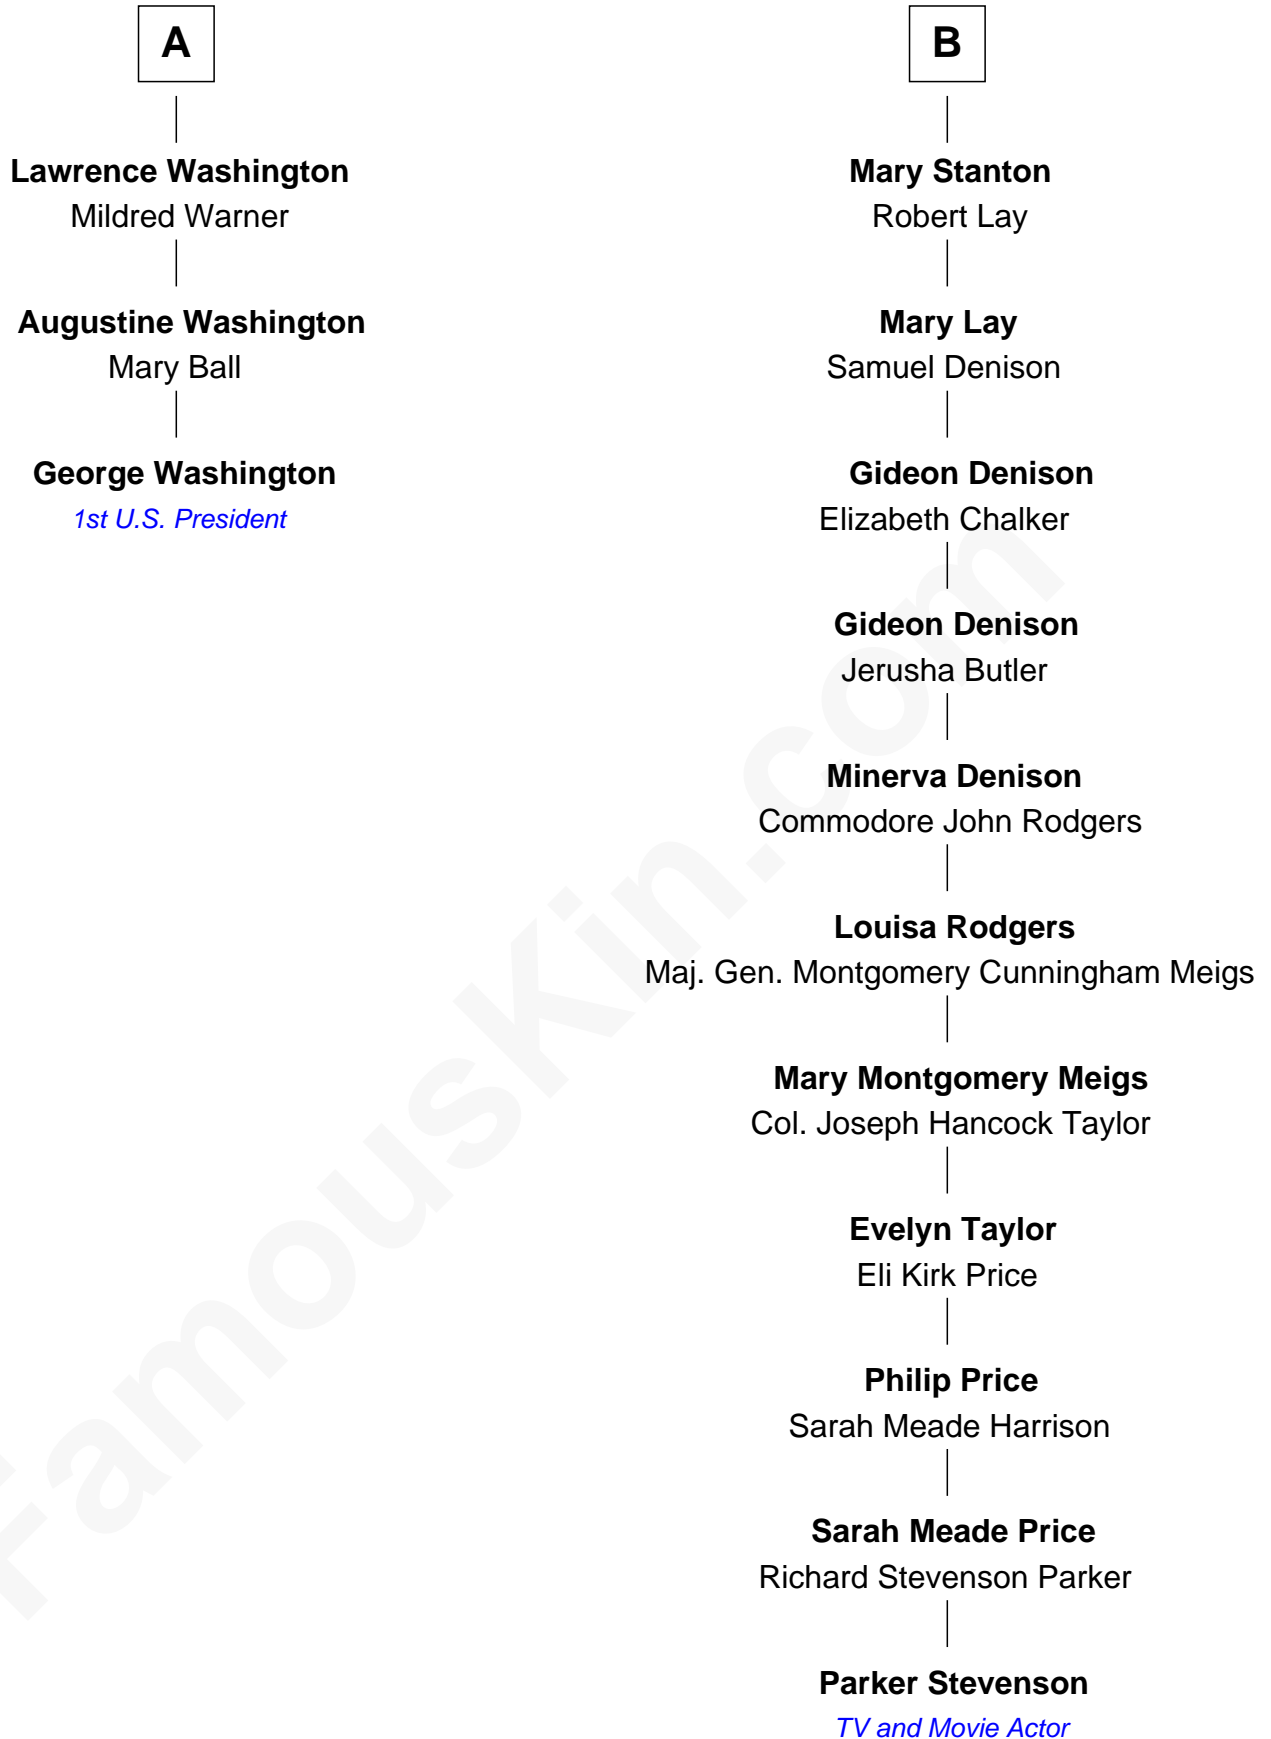 A
Lawrence Washington
Mildred Warner
Augustine Washington
Mary Ball
George Washington
1st U.S. President
B
Mary Stanton
Robert Lay
Mary Lay
Samuel Denison
Gideon Denison
Elizabeth Chalker
Gideon Denison
Jerusha Butler
Minerva Denison
Commodore John Rodgers
Louisa Rodgers
Maj. Gen. Montgomery Cunningham Meigs
Mary Montgomery Meigs
Col. Joseph Hancock Taylor
Evelyn Taylor
Eli Kirk Price
Philip Price
Sarah Meade Harrison
Sarah Meade Price
Richard Stevenson Parker
Parker Stevenson
TV and Movie Actor
FamousKin.com